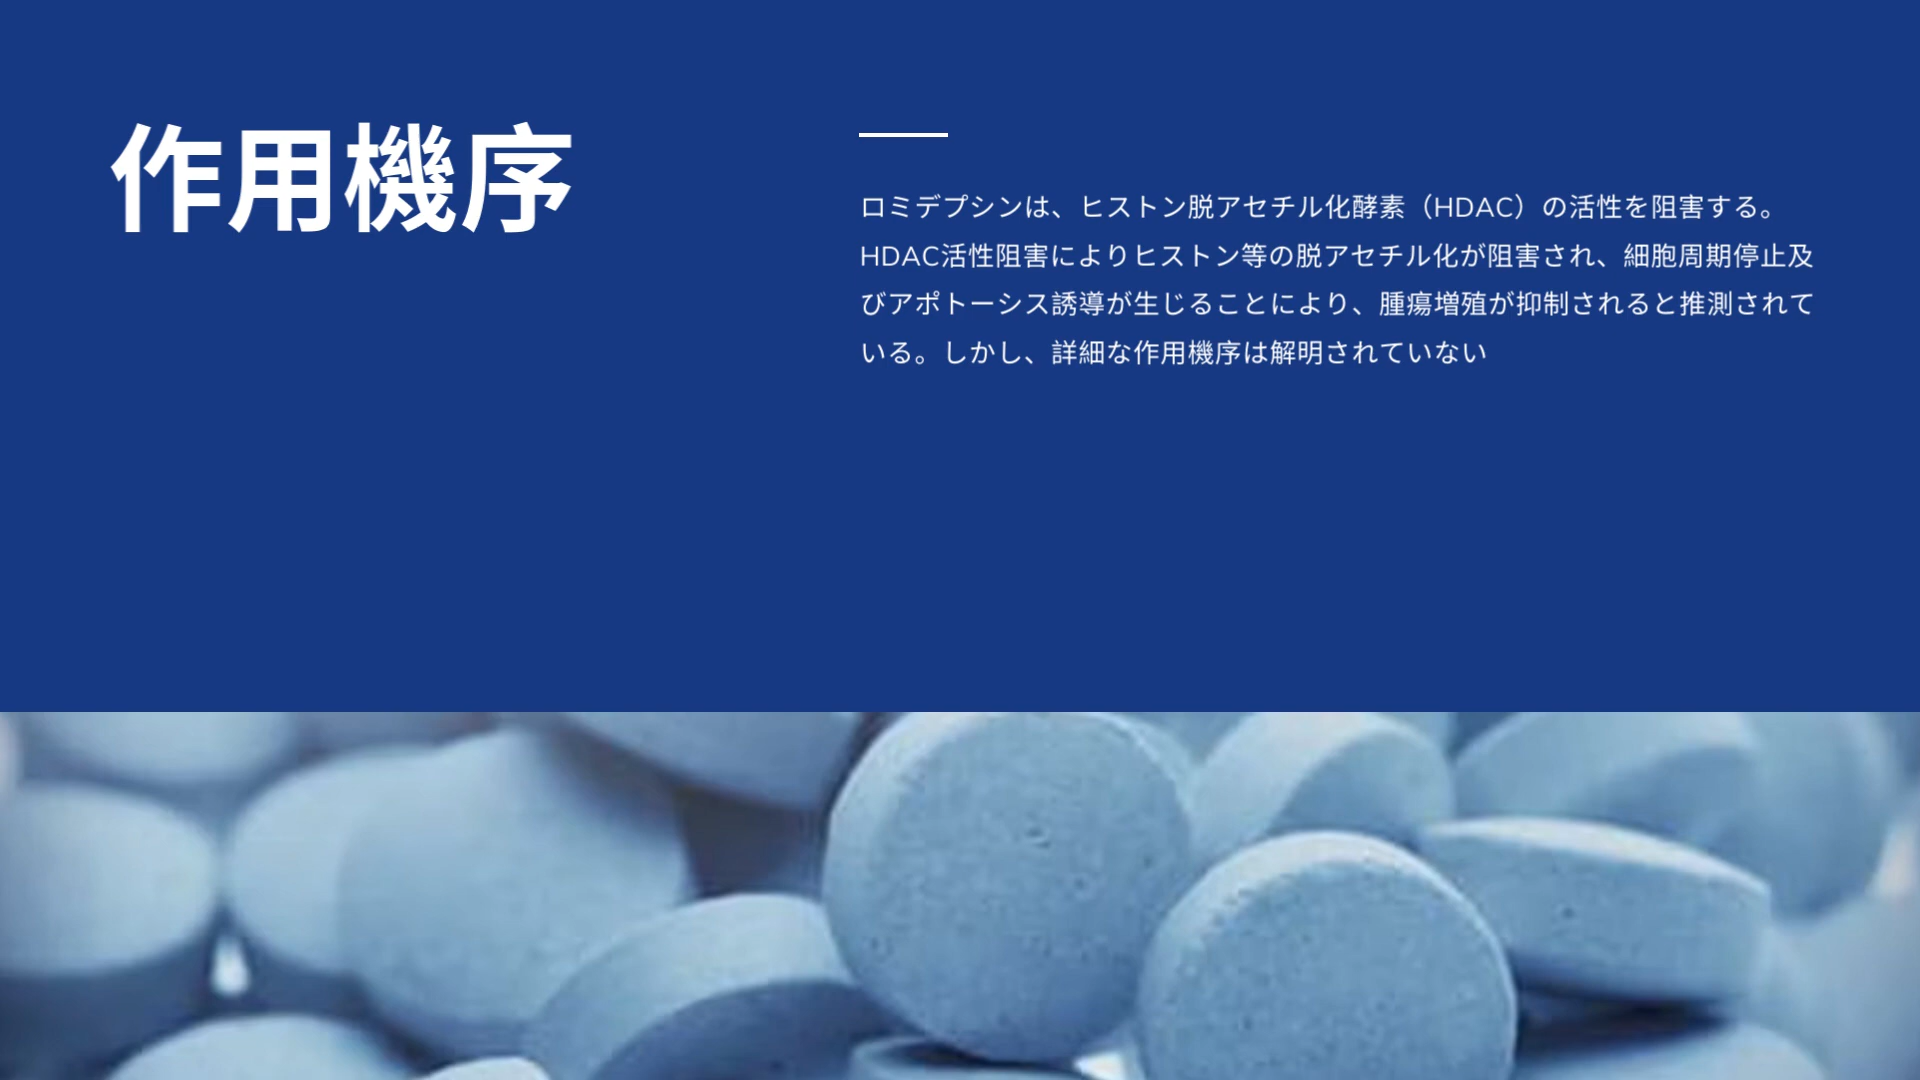 作用機序
ロミデプシンは、ヒストン脱アセチル化酵素（HDAC）の活性を阻害する。
HDAC活性阻害によりヒストン等の脱アセチル化が阻害され、細胞周期停止及
びアポトーシス誘導が生じることにより、腫瘍増殖が抑制されると推測されて
いる。しかし、詳細な作用機序は解明されていない